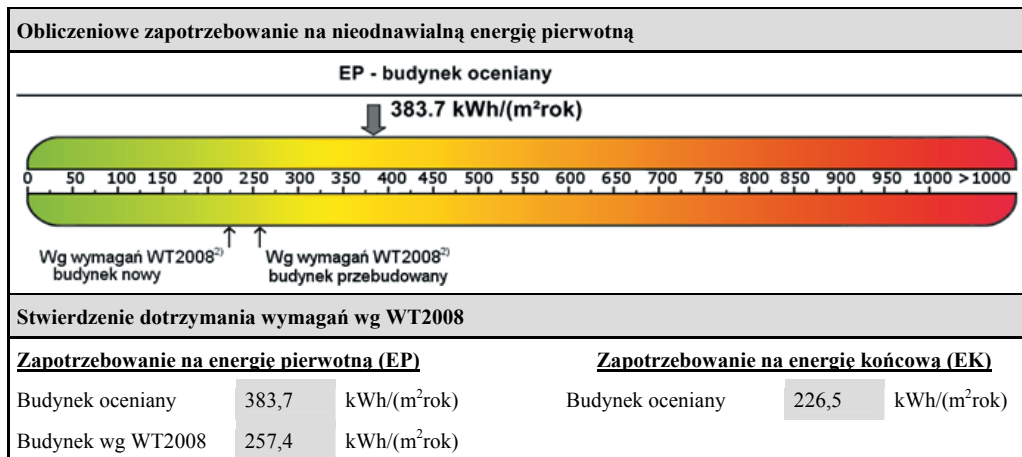 Obliczeniowe zapotrzebowanie na nieodnawialną energię pierwotną
EP - budynek oceniany
383.7 kWh/(m²rok)
0 50 100 150 200 250 300 350 400 450 500 550 600 650 700 750 800 850 900 950 1000 >1000
Wg wymagań WT2008²⁾
budynek nowy
Wg wymagań WT2008²⁾
budynek przebudowany
Stwierdzenie dotrzymania wymagań wg WT2008
Zapotrzebowanie na energię pierwotną (EP) Zapotrzebowanie na energię końcową (EK)
Budynek oceniany 383,7 kWh/(m²rok) Budynek oceniany 226,5 kWh/(m²rok)
Budynek wg WT2008 257,4 kWh/(m²rok)